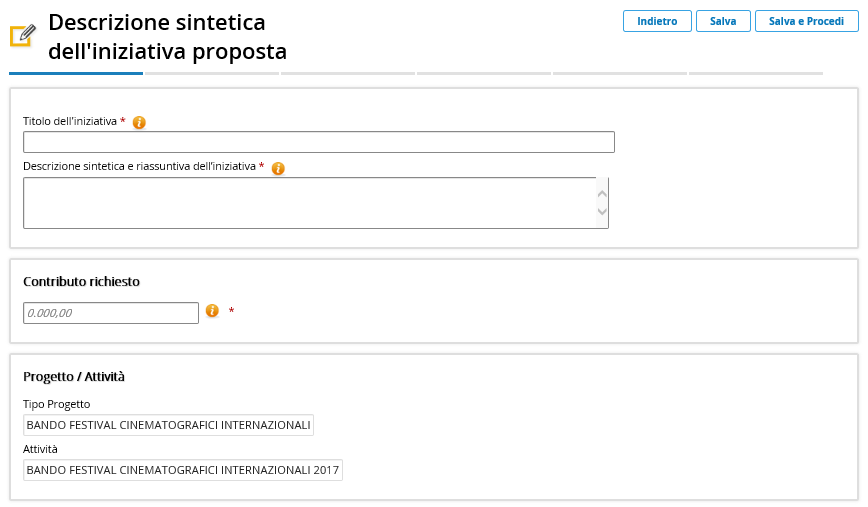 Descrizione sintetica
dell'iniziativa proposta
Indietro
Salva
Salva e Procedi
Titolo dell'iniziativa *
Descrizione sintetica e riassuntiva dell'iniziativa *
Contributo richiesto
0.000,00
*
Progetto / Attività
Tipo Progetto
BANDO FESTIVAL CINEMATOGRAFICI INTERNAZIONALI
Attività
BANDO FESTIVAL CINEMATOGRAFICI INTERNAZIONALI 2017